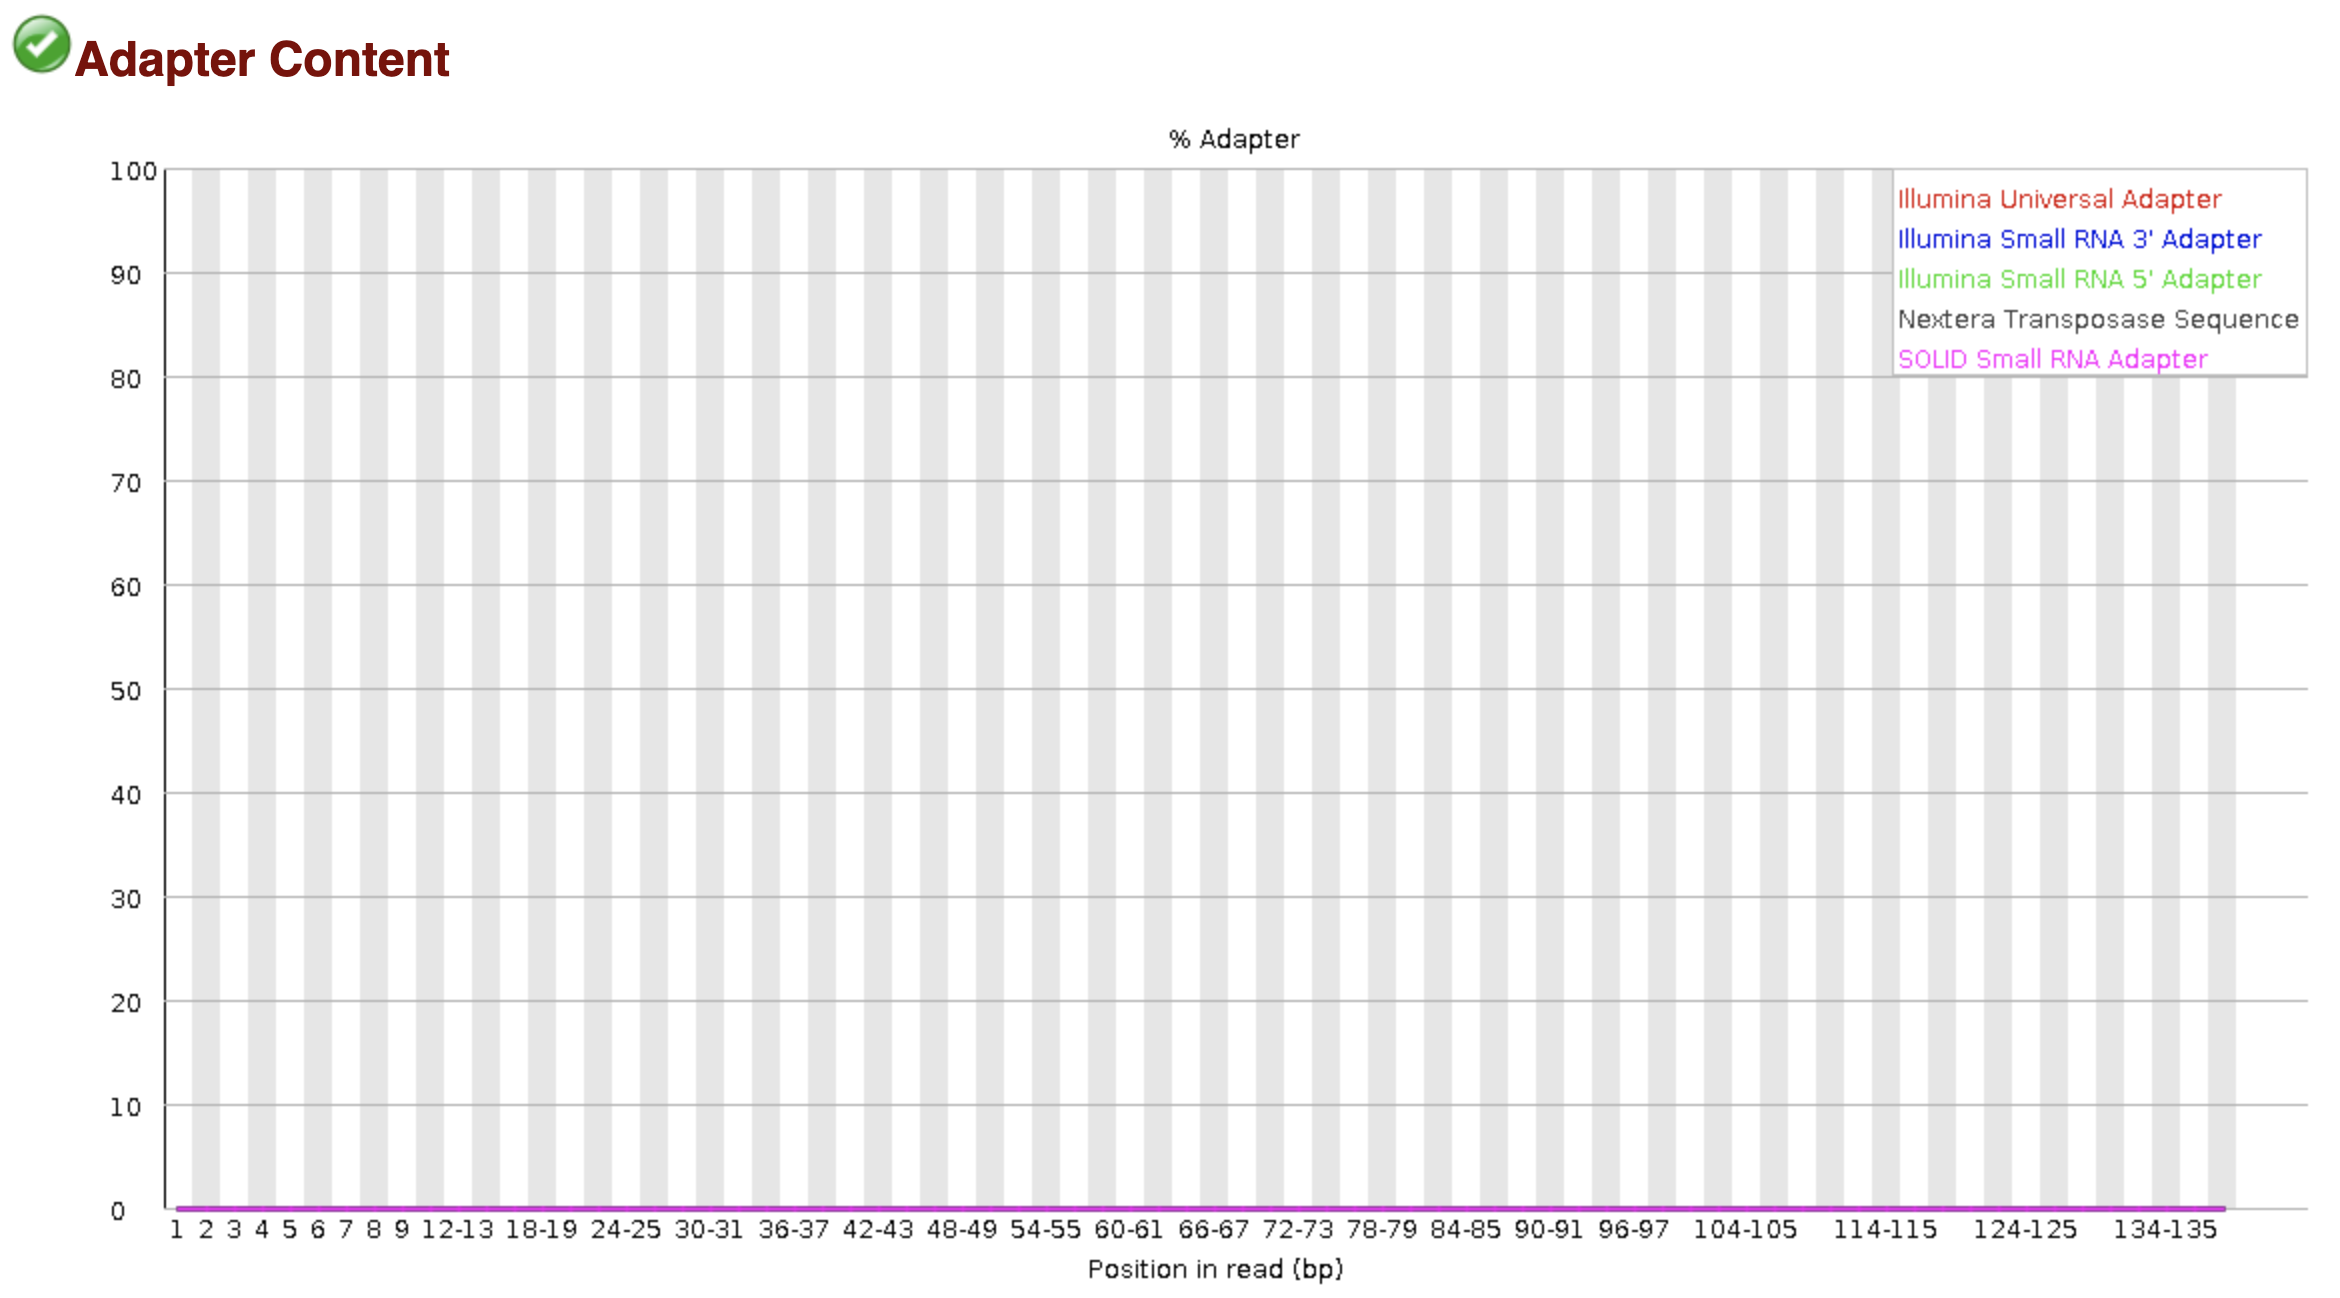 Adapter Content
% Adapter
100
Illumina Universal Adapter
Illumina Small RNA 3' Adapter
90
Illumina Small RNA 5' Adapter
Nextera Transposase Sequence
SOLID Small RNA Adapter
80
70
60
50
40
30
20
10
0
1 2 3 4 5 6 7 8 9 12-13 18-19 24-25 30-31 36-37 42-43 48-49 54-55 60-61 66-67 72-73 78-79 84-85 90-91 96-97 104-105 114-115 124-125 134-135
Position in read (bp)